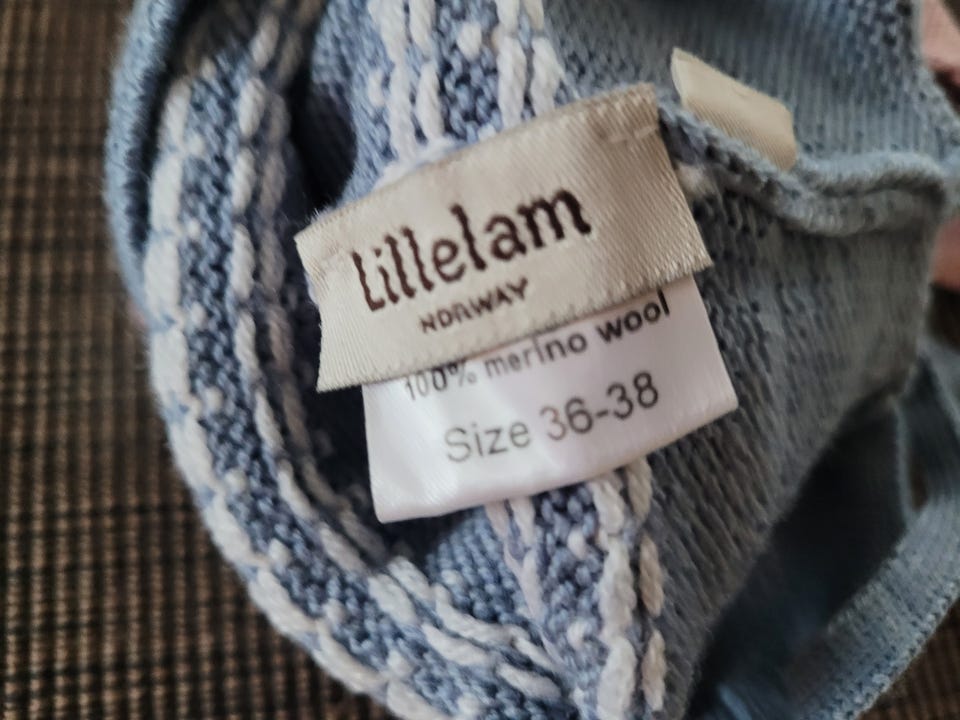 Lillelam
NORWAY
100% merino wool
Size 36-38